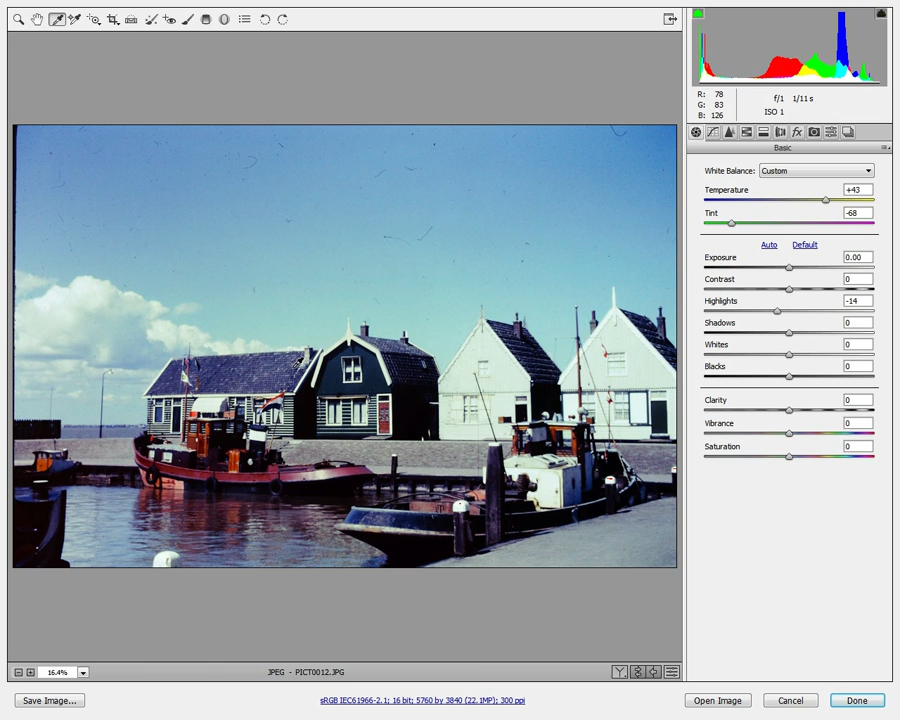 R: 78
G: 83
B: 126
f/1 1/11 s
ISO 1
fx
Basic
White Balance: Custom
Temperature +43
Tint -68
Auto Default
Exposure 0.00
Contrast 0
Highlights -14
Shadows 0
Whites 0
Blacks 0
Clarity 0
Vibrance 0
Saturation 0
16.4% JPEG - PICT0012.JPG Y
Save Image... sRGB IEC61966-2.1; 16 bit; 5760 by 3840 (22.1MP); 300 ppi Open Image Cancel Done